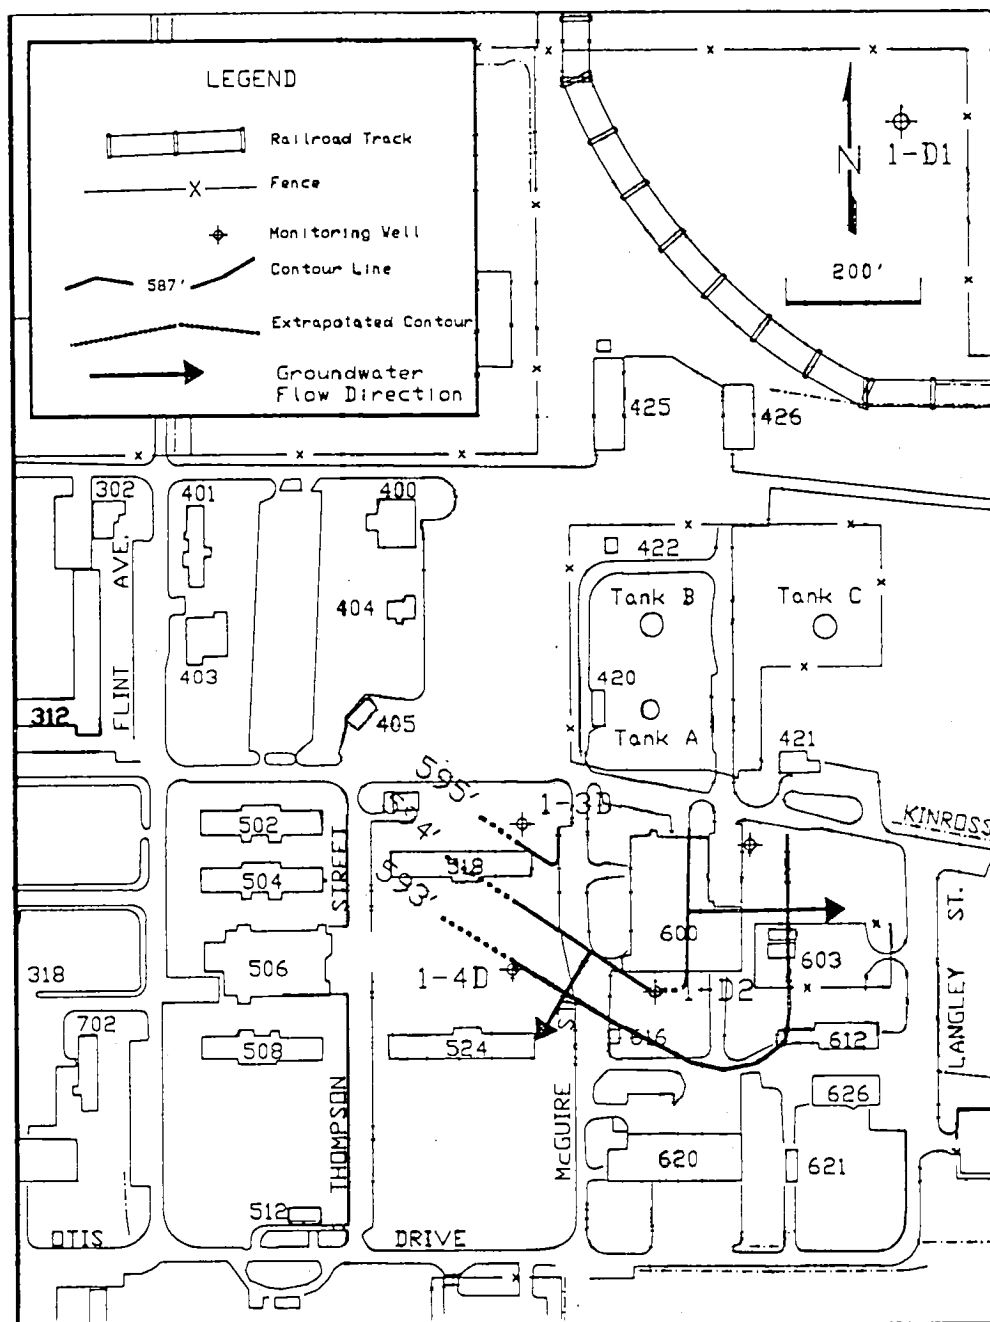 LEGEND
Railroad Track
X
Fence
Monitoring Well
Contour Line
587'
Extrapolated Contour
Groundwater
Flow Direction
N
1-D1
200'
425
426
302
401
400
422
FLINT AVE.
404
Tank B
Tank C
403
420
312
405
Tank A
421
595'
594'
593'
1-3D
KINROSS
502
518
504
STREET
600
LANGLEY ST.
506
1-4D
603
318
1-D2
702
508
524
616
612
626
THOMPSON
McGUIRE
620
621
512
OTIS
DRIVE